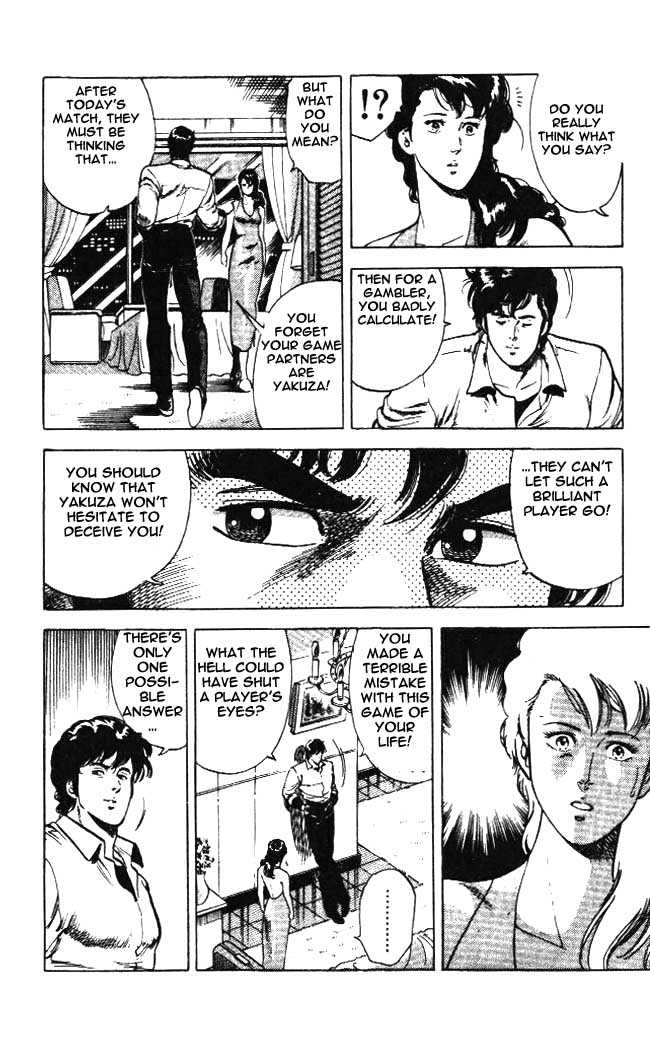 DO YOU
REALLY
THINK WHAT
YOU SAY?
!?
THEN FOR A
GAMBLER,
YOU BADLY
CALCULATE!
BUT
WHAT
DO
YOU
MEAN?
YOU
FORGET
YOUR GAME
PARTNERS
ARE
YAKUZA!
AFTER
TODAY'S
MATCH, THEY
MUST BE
THINKING
THAT...
...THEY CAN'T
LET SUCH A
BRILLIANT
PLAYER GO!
YOU SHOULD
KNOW THAT
YAKUZA WON'T
HESITATE TO
DECEIVE YOU!
YOU
MADE A
TERRIBLE
MISTAKE
WITH THIS
GAME OF
YOUR
LIFE!
........
WHAT THE
HELL COULD
HAVE SHUT
A PLAYER'S
EYES?
THERE'S
ONLY
ONE
POSSI-
BLE
ANSWER
...